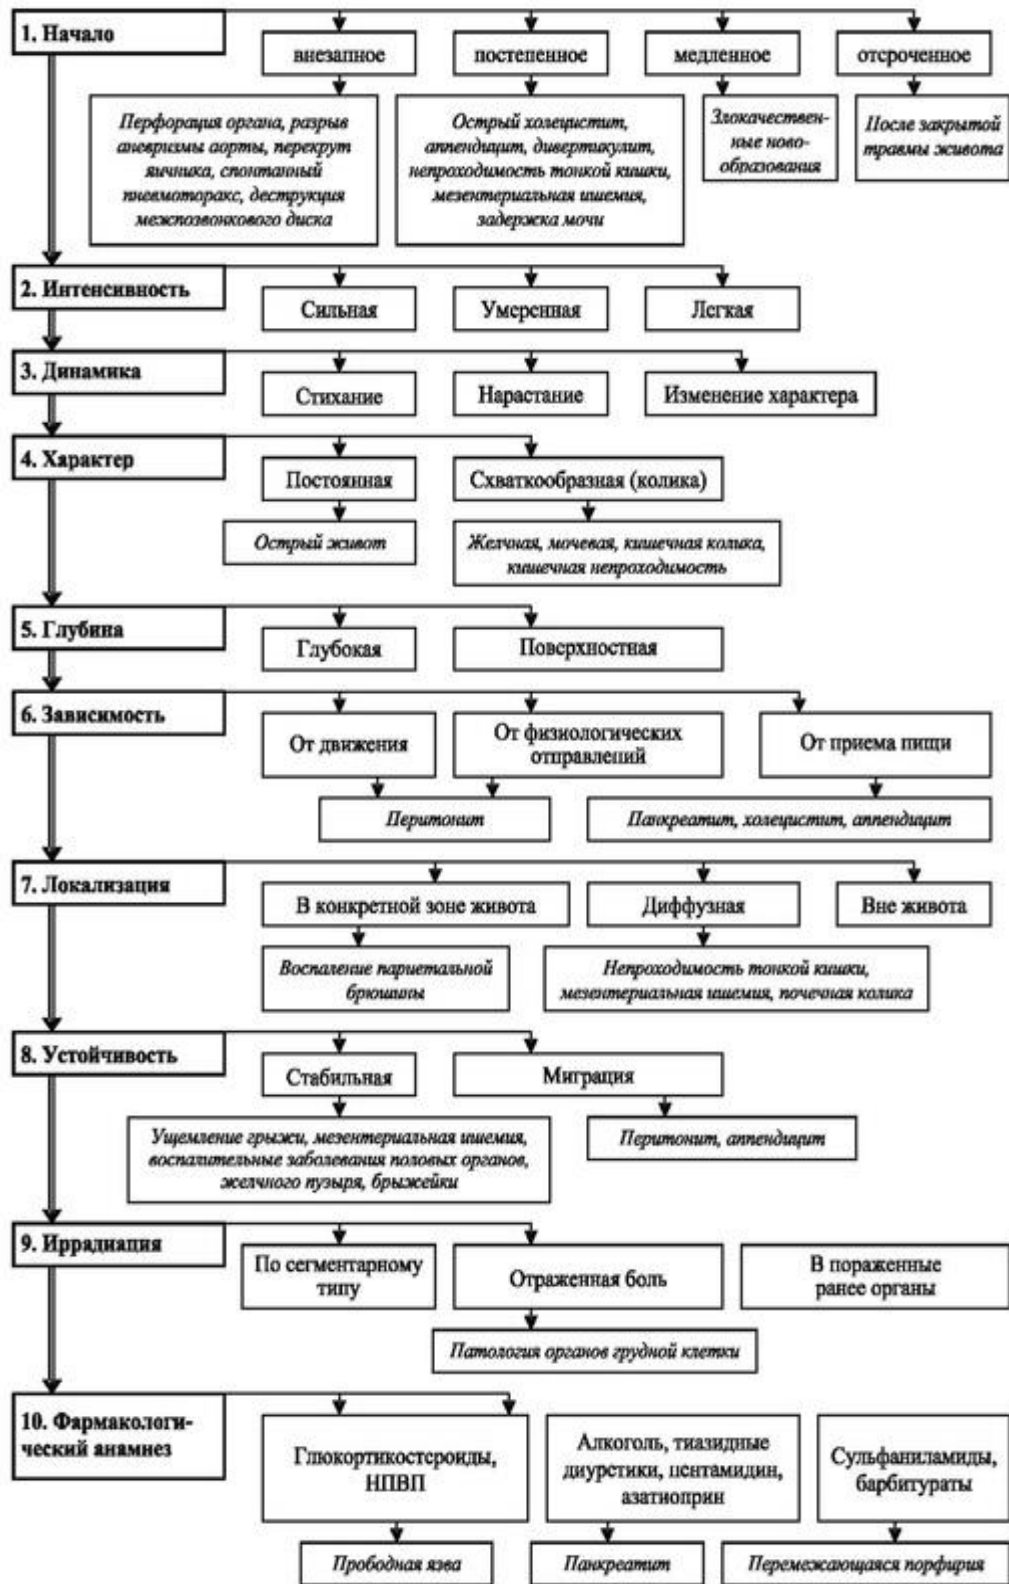 1. Начало
внезапное
постепенное
медленное
отсроченное
Перфорация органа, разрыв
аневризмы аорты, перекрут
яичника, спонтанный
пневмоторакс, деструкция
межпозвонкового диска
Острый холецистит,
аппендицит, дивертикулит,
непроходимость тонкой кишки,
мезентериальная ишемия,
задержка мочи
Злокачествен-
ные ново-
образования
После закрытой
травмы живота
2. Интенсивность
Сильная
Умеренная
Легкая
3. Динамика
Стихание
Нарастание
Изменение характера
4. Характер
Постоянная
Схваткообразная (колика)
Острый живот
Желчная, мочевая, кишечная колика,
кишечная непроходимость
5. Глубина
Глубокая
Поверхностная
6. Зависимость
От движения
От физиологических
отправлений
От приема пищи
Перитонит
Панкреатит, холецистит, аппендицит
7. Локализация
В конкретной зоне живота
Диффузная
Вне живота
Воспаление париетальной
брюшины
Непроходимость тонкой кишки,
мезентериальная ишемия, почечная колика
8. Устойчивость
Стабильная
Миграция
Ущемление грыжи, мезентериальная ишемия,
воспалительные заболевания половых органов,
желчного пузыря, брыжейки
Перитонит, аппендицит
9. Иррадиация
По сегментарному
типу
Отраженная боль
В пораженные
ранее органы
Патология органов грудной клетки
10. Фармакологи-
ческий анамнез
Глюкортикостероиды,
НПВП
Алкоголь, тиазидные
диуретики, пентамидин,
азатиоприн
Сульфаниламиды,
барбитураты
Прободная язва
Панкреатит
Перемежающаяся порфирия